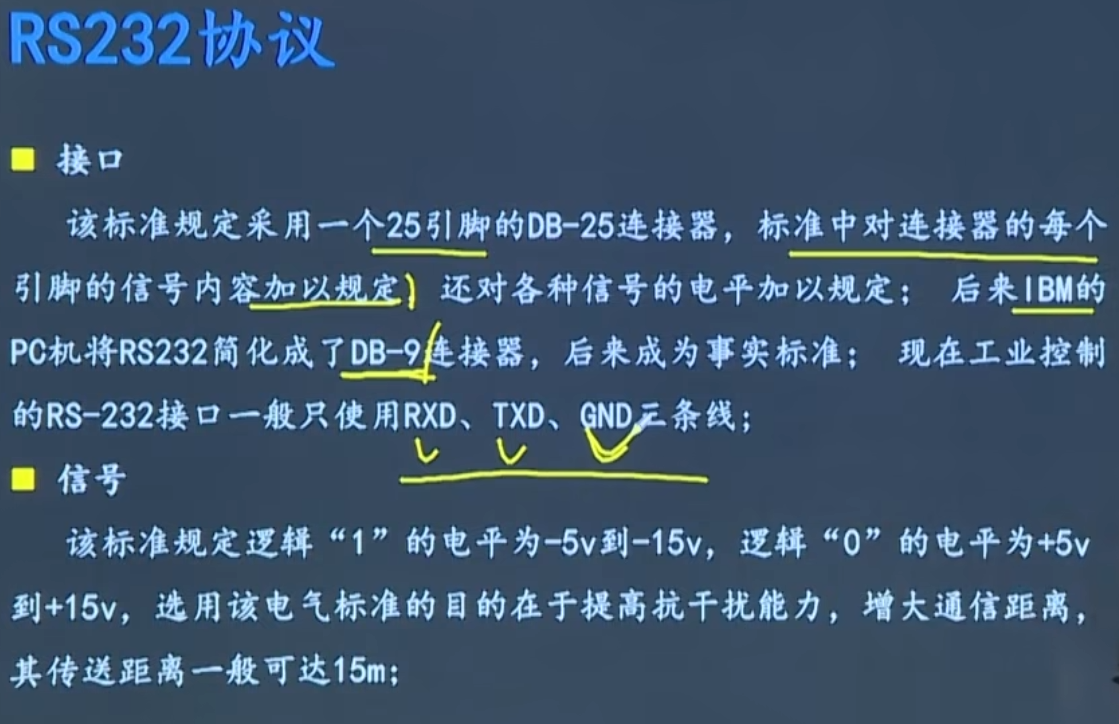 RS232协议
■ 接口
该标准规定采用一个25引脚的DB-25连接器，标准中对连接器的每个
引脚的信号内容加以规定，还对各种信号的电平加以规定； 后来IBM的
PC机将RS232简化成了DB-9连接器，后来成为事实标准； 现在工业控制
的RS-232接口一般只使用RXD、TXD、GND三条线；
■ 信号
该标准规定逻辑“1”的电平为-5v到-15v，逻辑“0”的电平为+5v
到+15v，选用该电气标准的目的在于提高抗干扰能力，增大通信距离，
其传送距离一般可达15m；